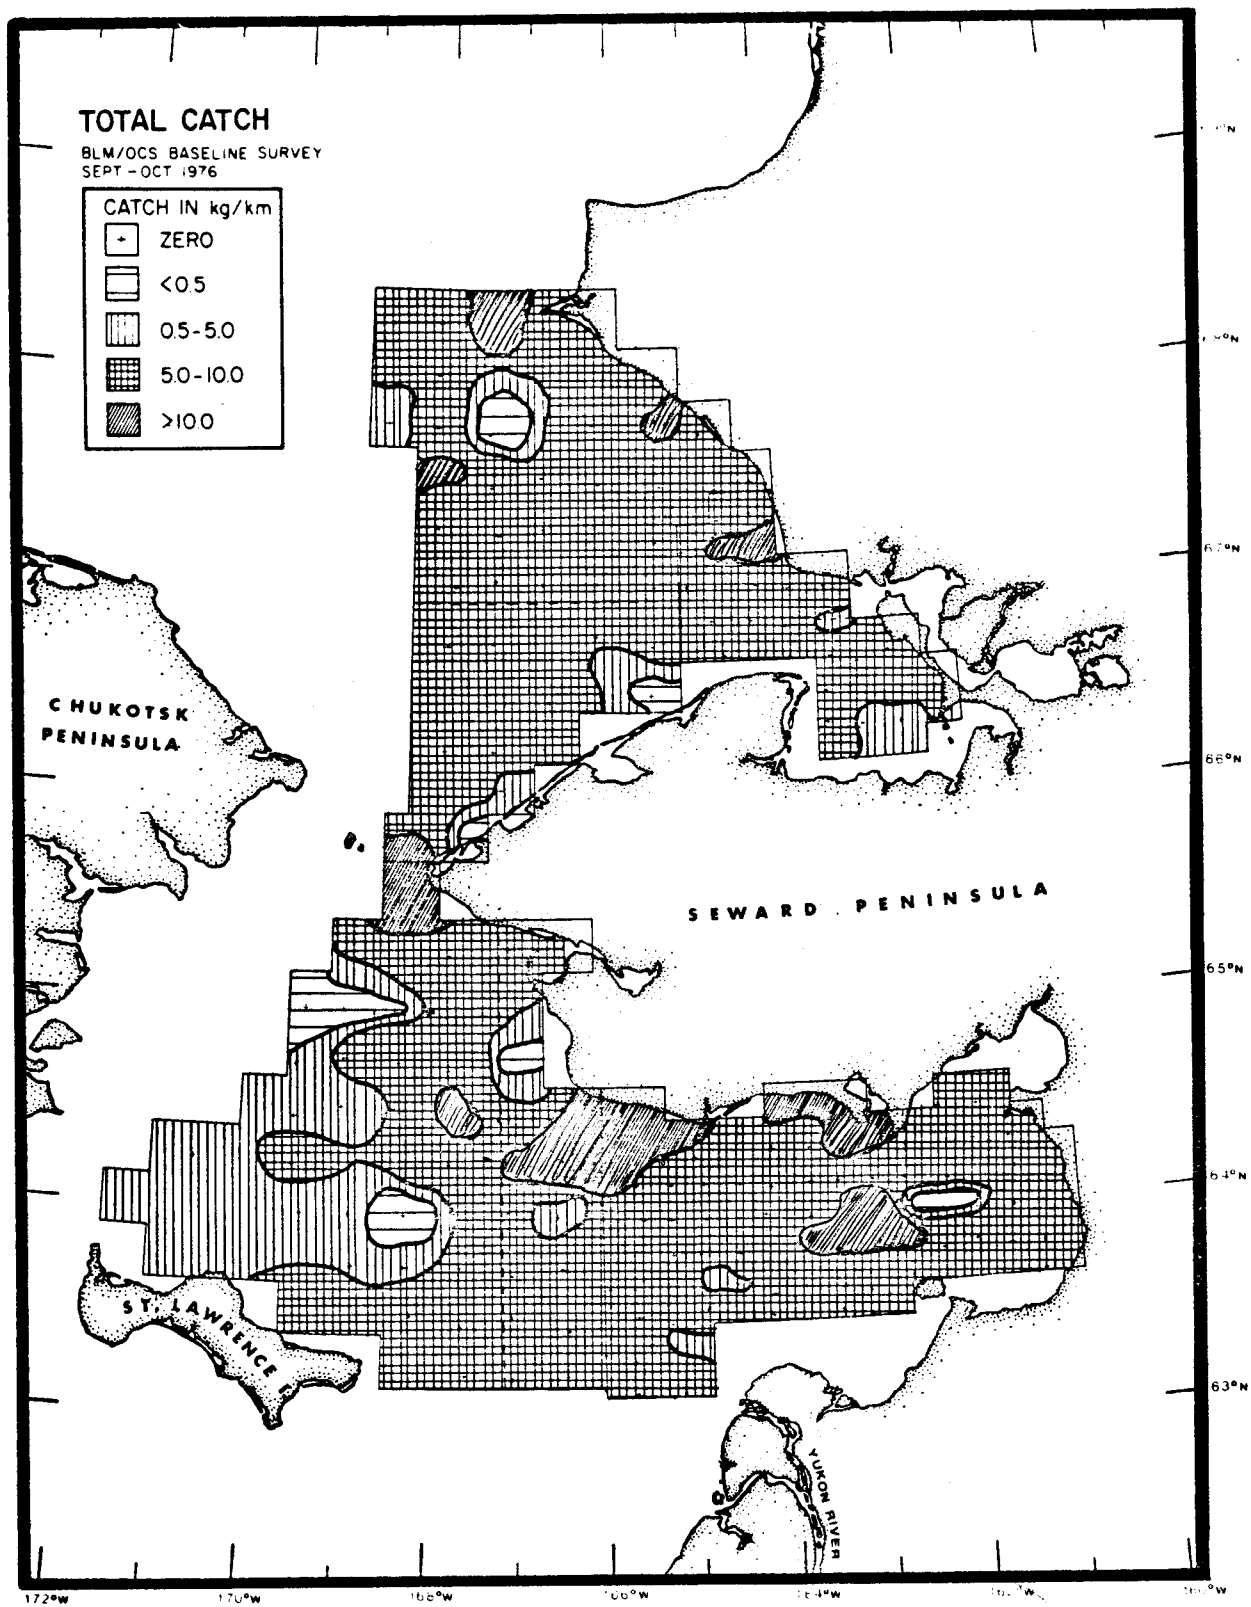 TOTAL CATCH
BLM/OCS BASELINE SURVEY
SEPT-OCT 1976
CATCH IN kg/km
ZERO
<0.5
0.5-5.0
5.0-10.0
>10.0
67°N
CHUKOTSK
PENINSULA
66°N
SEWARD PENINSULA
65°N
64°N
ST. LAWRENCE I.
63°N
YUKON RIVER
172°W
170°W
168°W
166°W
164°W